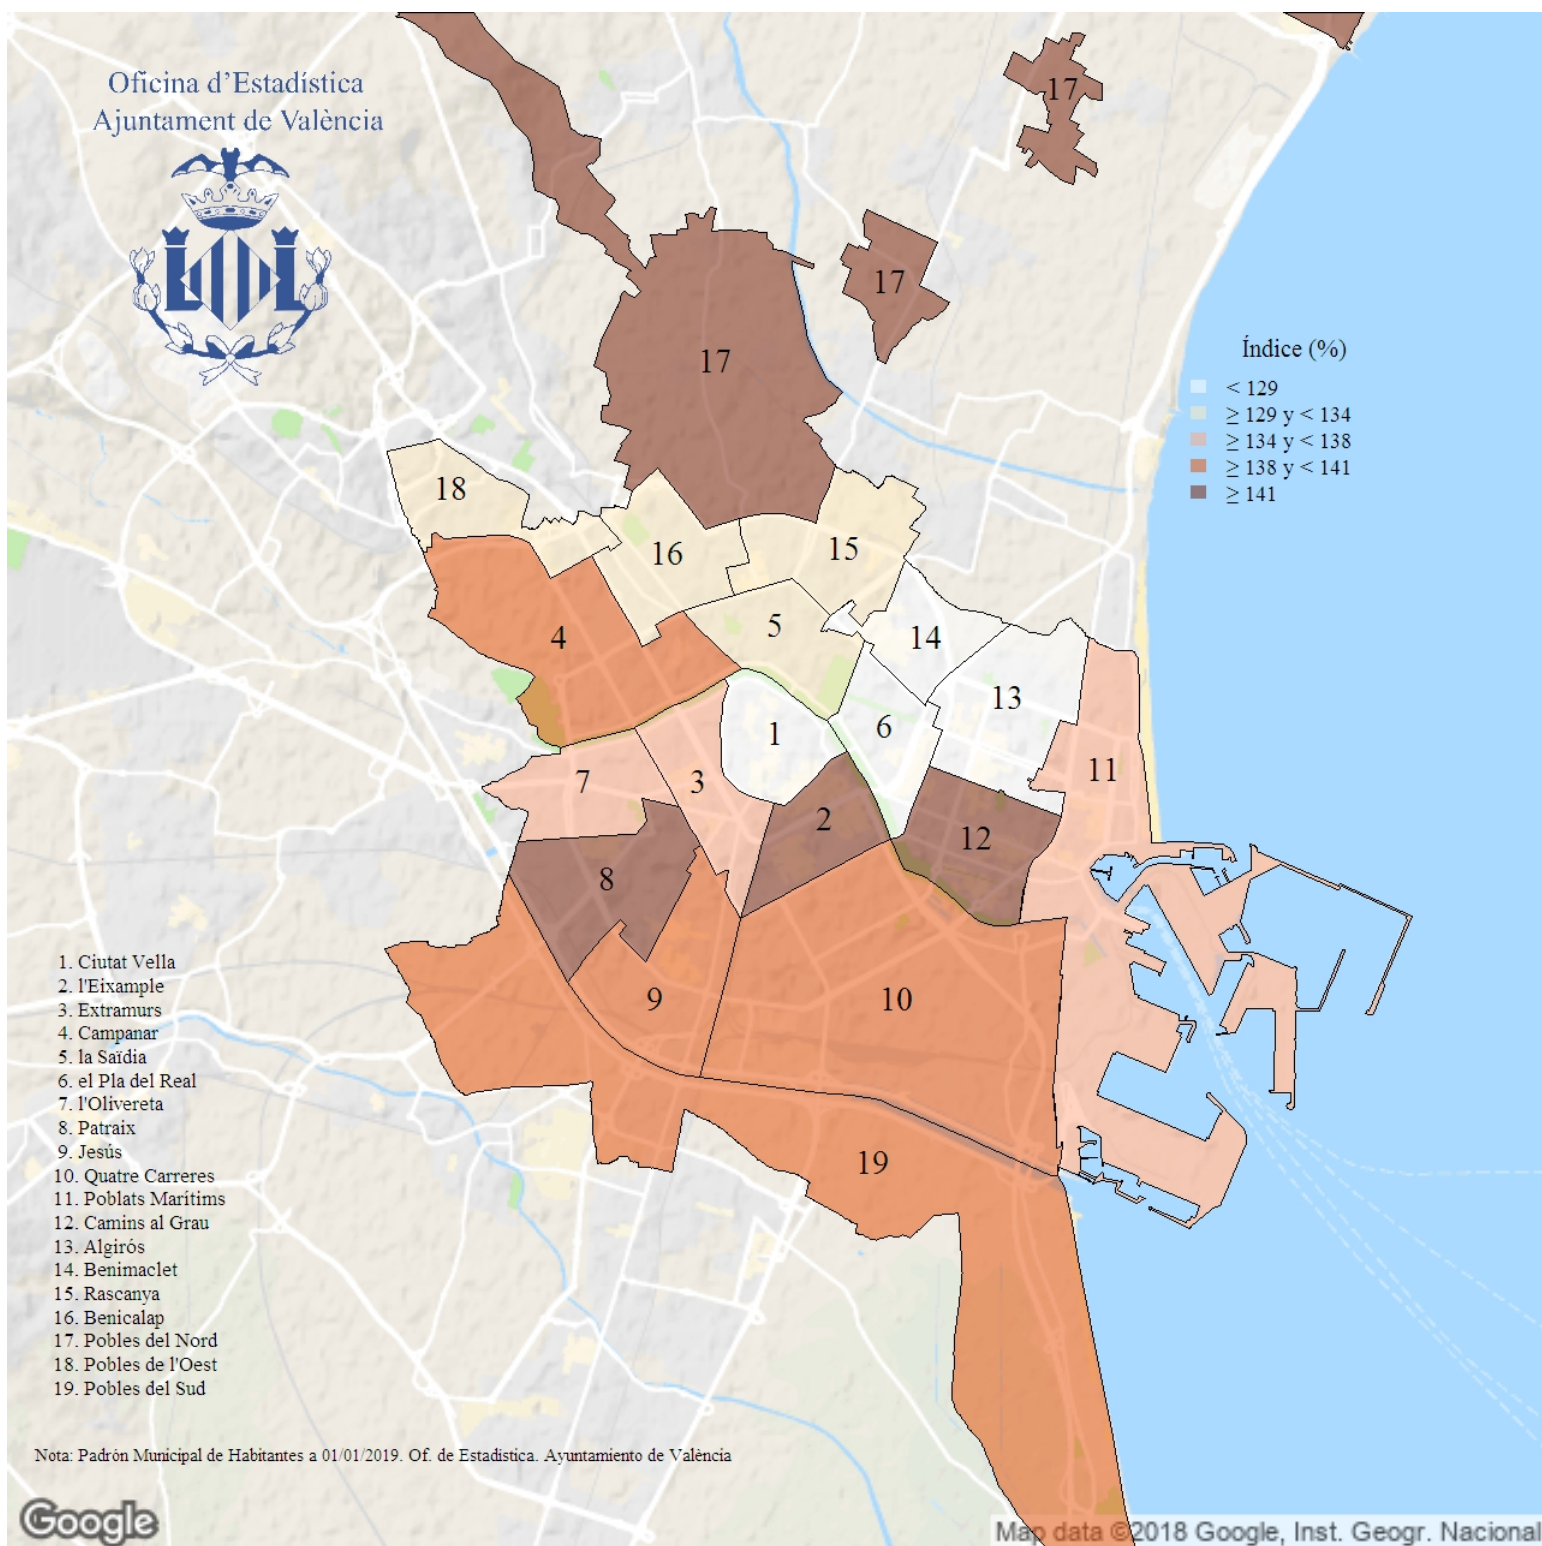 Oficina d'Estadística
Ajuntament de València
17
17
17
Índice (%)
< 129
≥ 129 y < 134
≥ 134 y < 138
≥ 138 y < 141
≥ 141
18
16
15
4
5
14
13
1
6
11
7
3
2
12
8
9
10
19
1. Ciutat Vella
2. l'Eixample
3. Extramurs
4. Campanar
5. la Saïdia
6. el Pla del Real
7. l'Olivereta
8. Patraix
9. Jesús
10. Quatre Carreres
11. Poblats Marítims
12. Camins al Grau
13. Algirós
14. Benimaclet
15. Rascanya
16. Benicalap
17. Pobles del Nord
18. Pobles de l'Oest
19. Pobles del Sud
Nota: Padrón Municipal de Habitantes a 01/01/2019. Of. de Estadística. Ayuntamiento de València
Google
Map data ©2018 Google, Inst. Geogr. Nacional